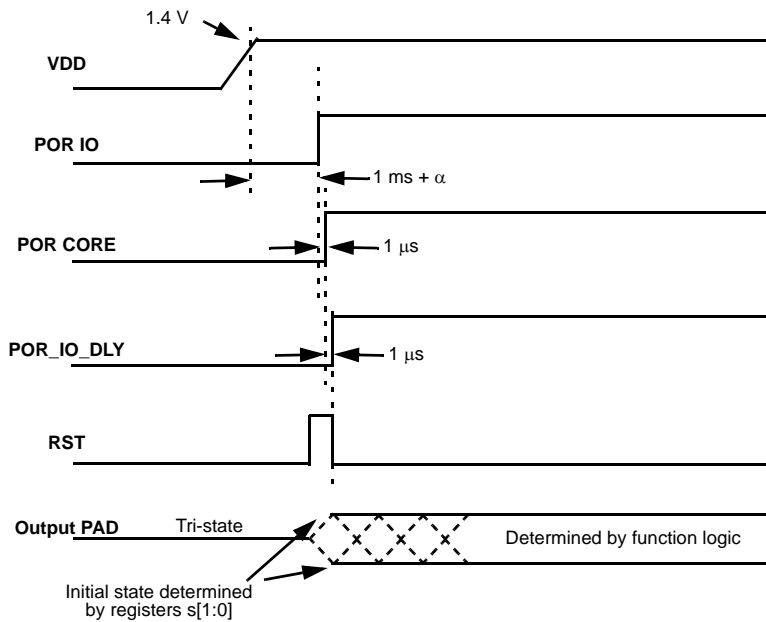 1.4 V
VDD
POR IO
1 ms + α
POR CORE
1 μs
POR_IO_DLY
1 μs
RST
Output PAD
Tri-state
Determined by function logic
Initial state determined
by registers s[1:0]